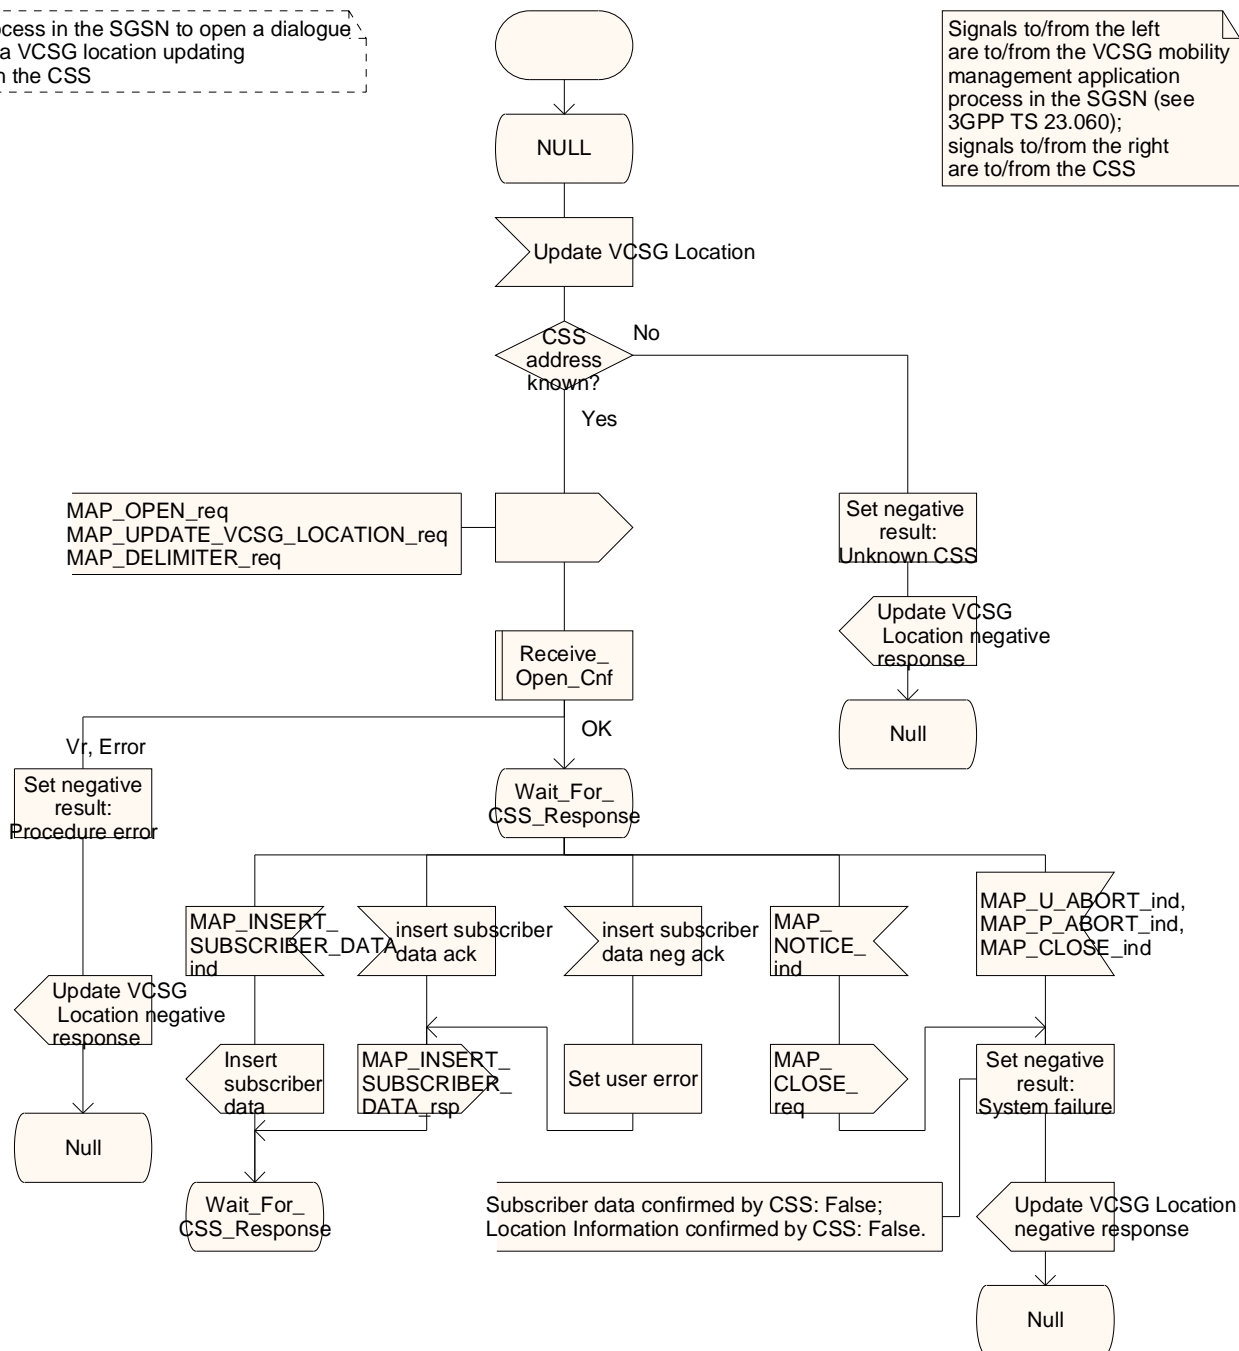 cess in the SGSN to open a dialogue
a VCSG location updating
the CSS
Signals to/from the left
are to/from the VCSG mobility
management application
process in the SGSN (see
3GPP TS 23.060);
signals to/from the right
are to/from the CSS
NULL
Update VCSG Location
CSS
address
known?
No
Yes
MAP_OPEN_req
MAP_UPDATE_VCSG_LOCATION_req
MAP_DELIMITER_req
Set negative
result:
Unknown CSS
Update VCSG
Location negative
response
Null
Receive_
Open_Cnf
OK
Vr, Error
Set negative
result:
Procedure error
Wait_For_
CSS_Response
MAP_INSERT_
SUBSCRIBER_DATA_
ind
insert subscriber
data ack
insert subscriber
data neg ack
MAP_
NOTICE_
ind
MAP_U_ABORT_ind,
MAP_P_ABORT_ind,
MAP_CLOSE_ind
Update VCSG
Location negative
response
Insert
subscriber
data
MAP_INSERT_
SUBSCRIBER_
DATA_rsp
Set user error
MAP_
CLOSE_
req
Set negative
result:
System failure
Null
Wait_For_
CSS_Response
Subscriber data confirmed by CSS: False;
Location Information confirmed by CSS: False.
Update VCSG Location
negative response
Null